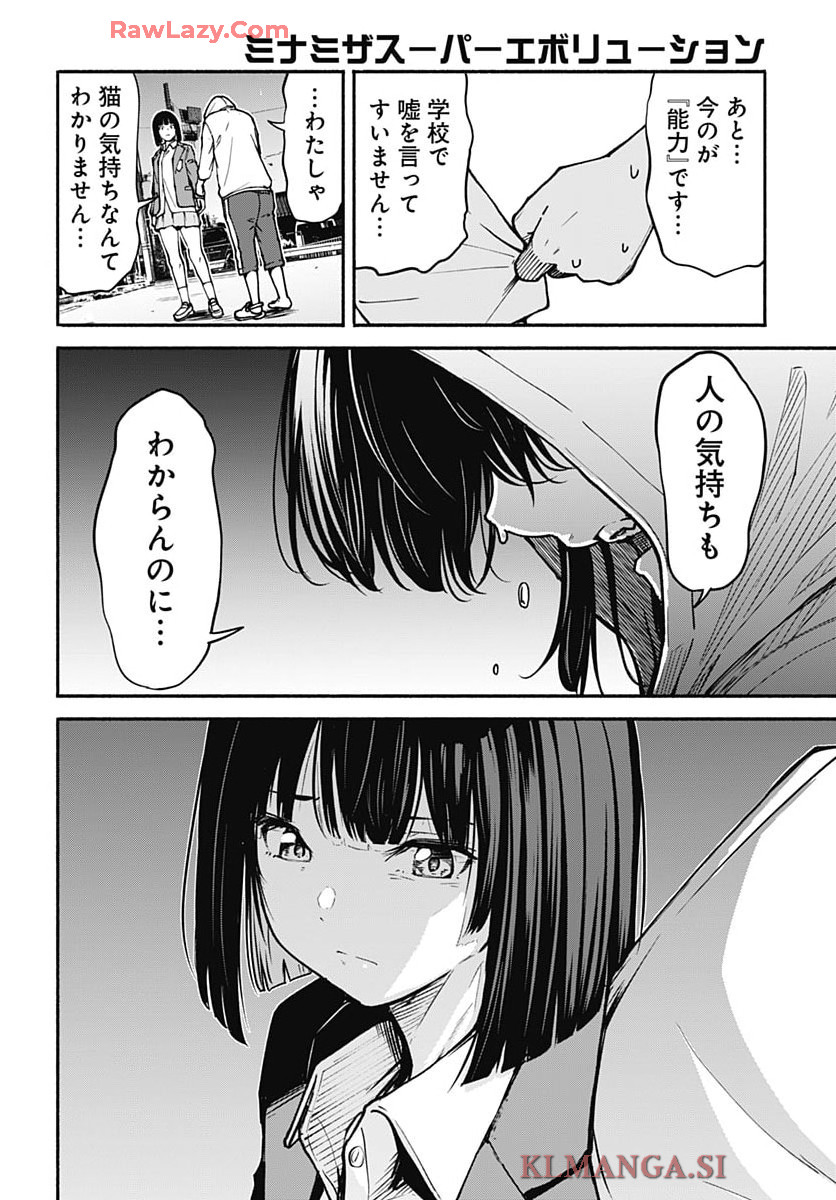 RawLazy.Com
ミナミザスーパーエボリューション
あと…
今のが
『能力』です…
学校で
嘘を言って
すいません…
…わたしゃ
猫の気持ちなんて
わかりません…
人の気持ちも
わからんのに…
KLMANGA.SI